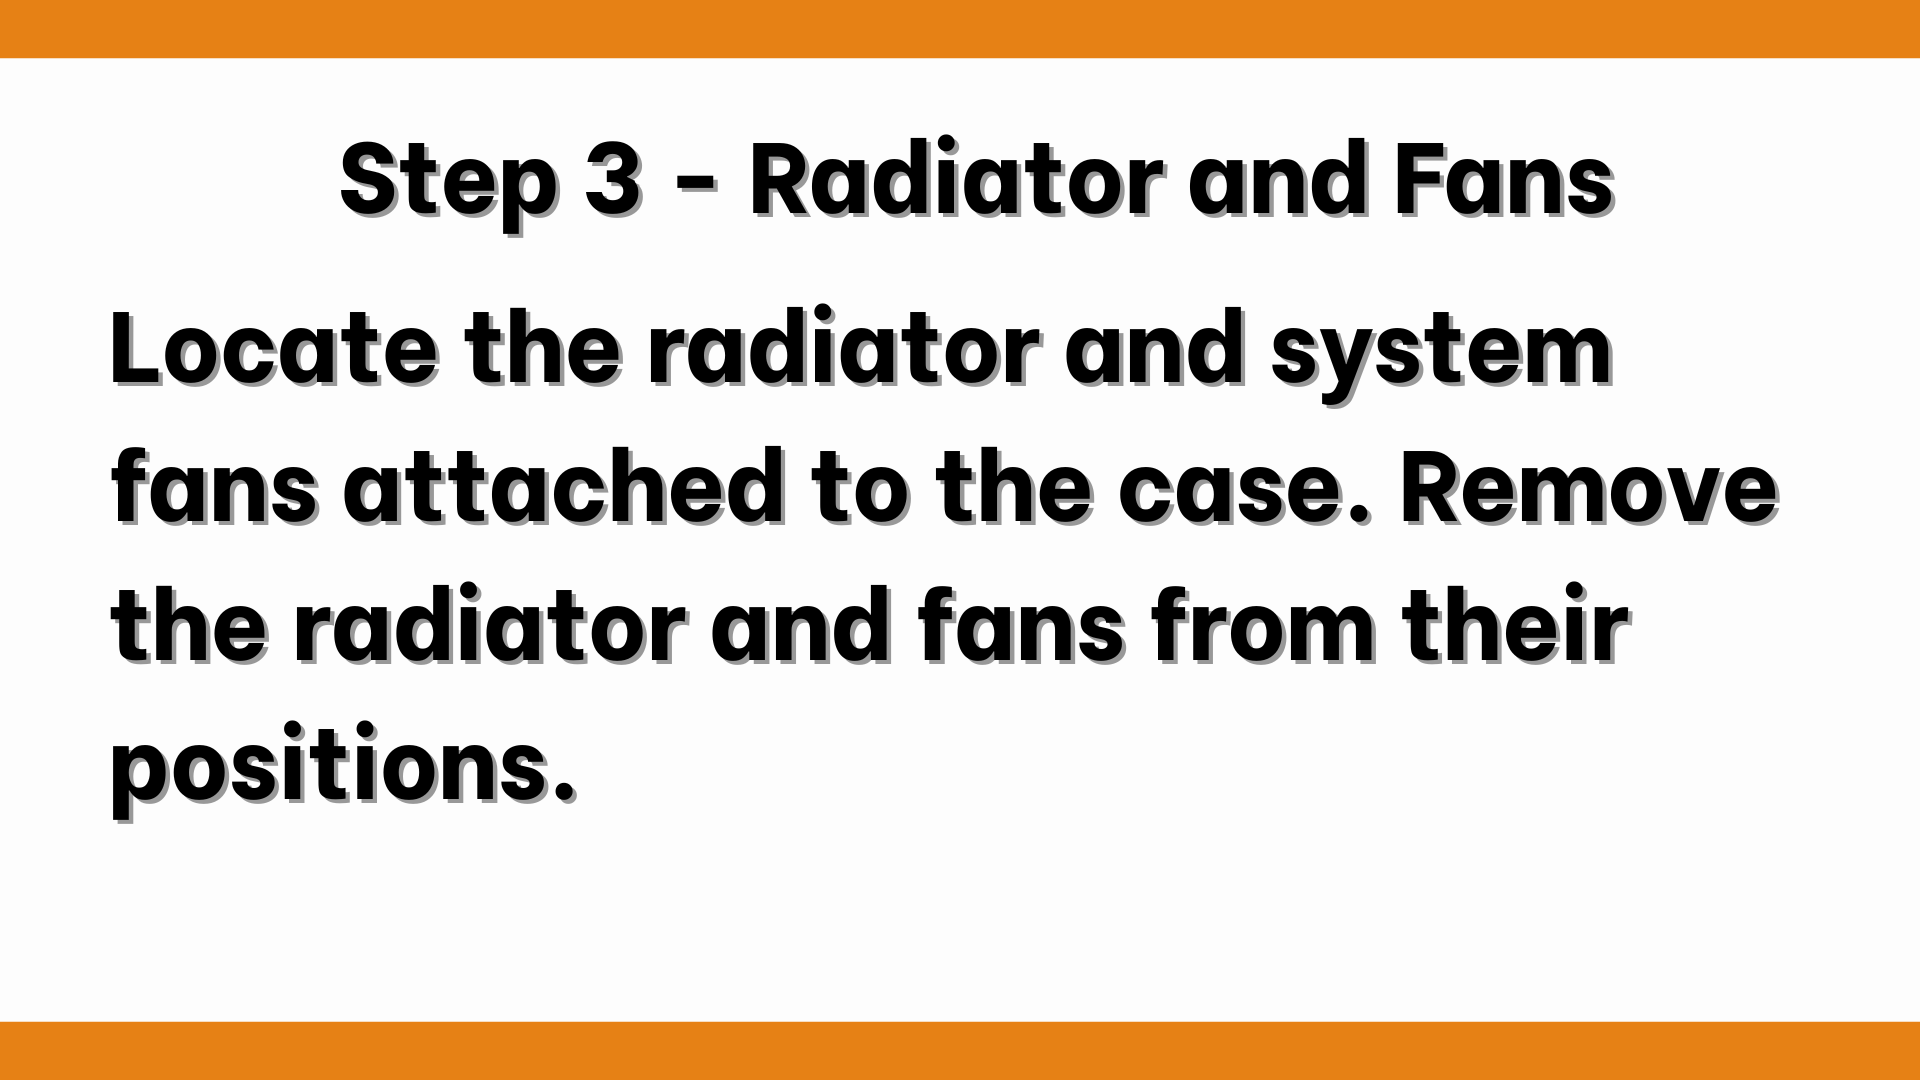 Step 3 - Radiator and Fans
Locate the radiator and system
fans attached to the case. Remove
the radiator and fans from their
positions.